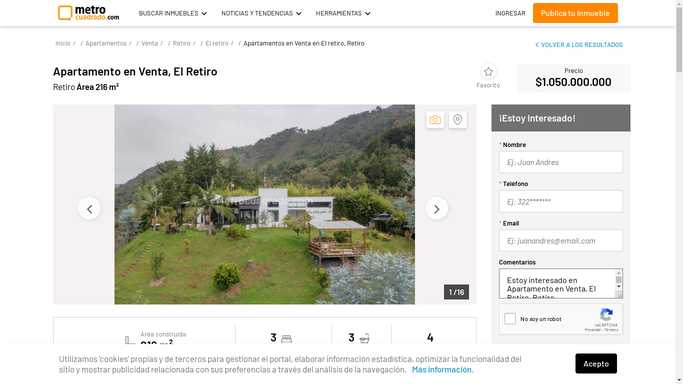 metro
cuadrado.com
BUSCAR INMUEBLES
NOTICIAS Y TENDENCIAS
HERRAMIENTAS
INGRESAR
Publica tu Inmueble
Inicio / / Apartamentos / / Venta / / Retiro / / El retiro / / Apartamentos en Venta en El retiro, Retiro
VOLVER A LOS RESULTADOS
Apartamento en Venta, El Retiro
Retiro Área 216 m²
Favorito
Precio
$1.050.000.000
1 /16
¡Estoy Interesado!
* Nombre
Ej: Juan Andres
* Telefono
Ej: 322*******
* Email
Ej: juanandres@email.com
Comentarios
Estoy interesado en
Apartamento en Venta, El
Retiro, Retiro
No soy un robot
reCAPTCHA
Privacidad - Términos
Área construida
216 m²
3
3
4
Utilizamos 'cookies' propias y de terceros para gestionar el portal, elaborar información estadística, optimizar la funcionalidad del
sitio y mostrar publicidad relacionada con sus preferencias a través del análisis de la navegación. Más información.
Acepto